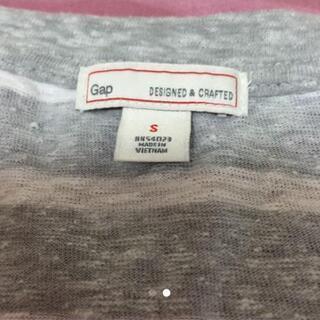 Gap DESIGNED & CRAFTED
S
MADE IN
VIETNAM